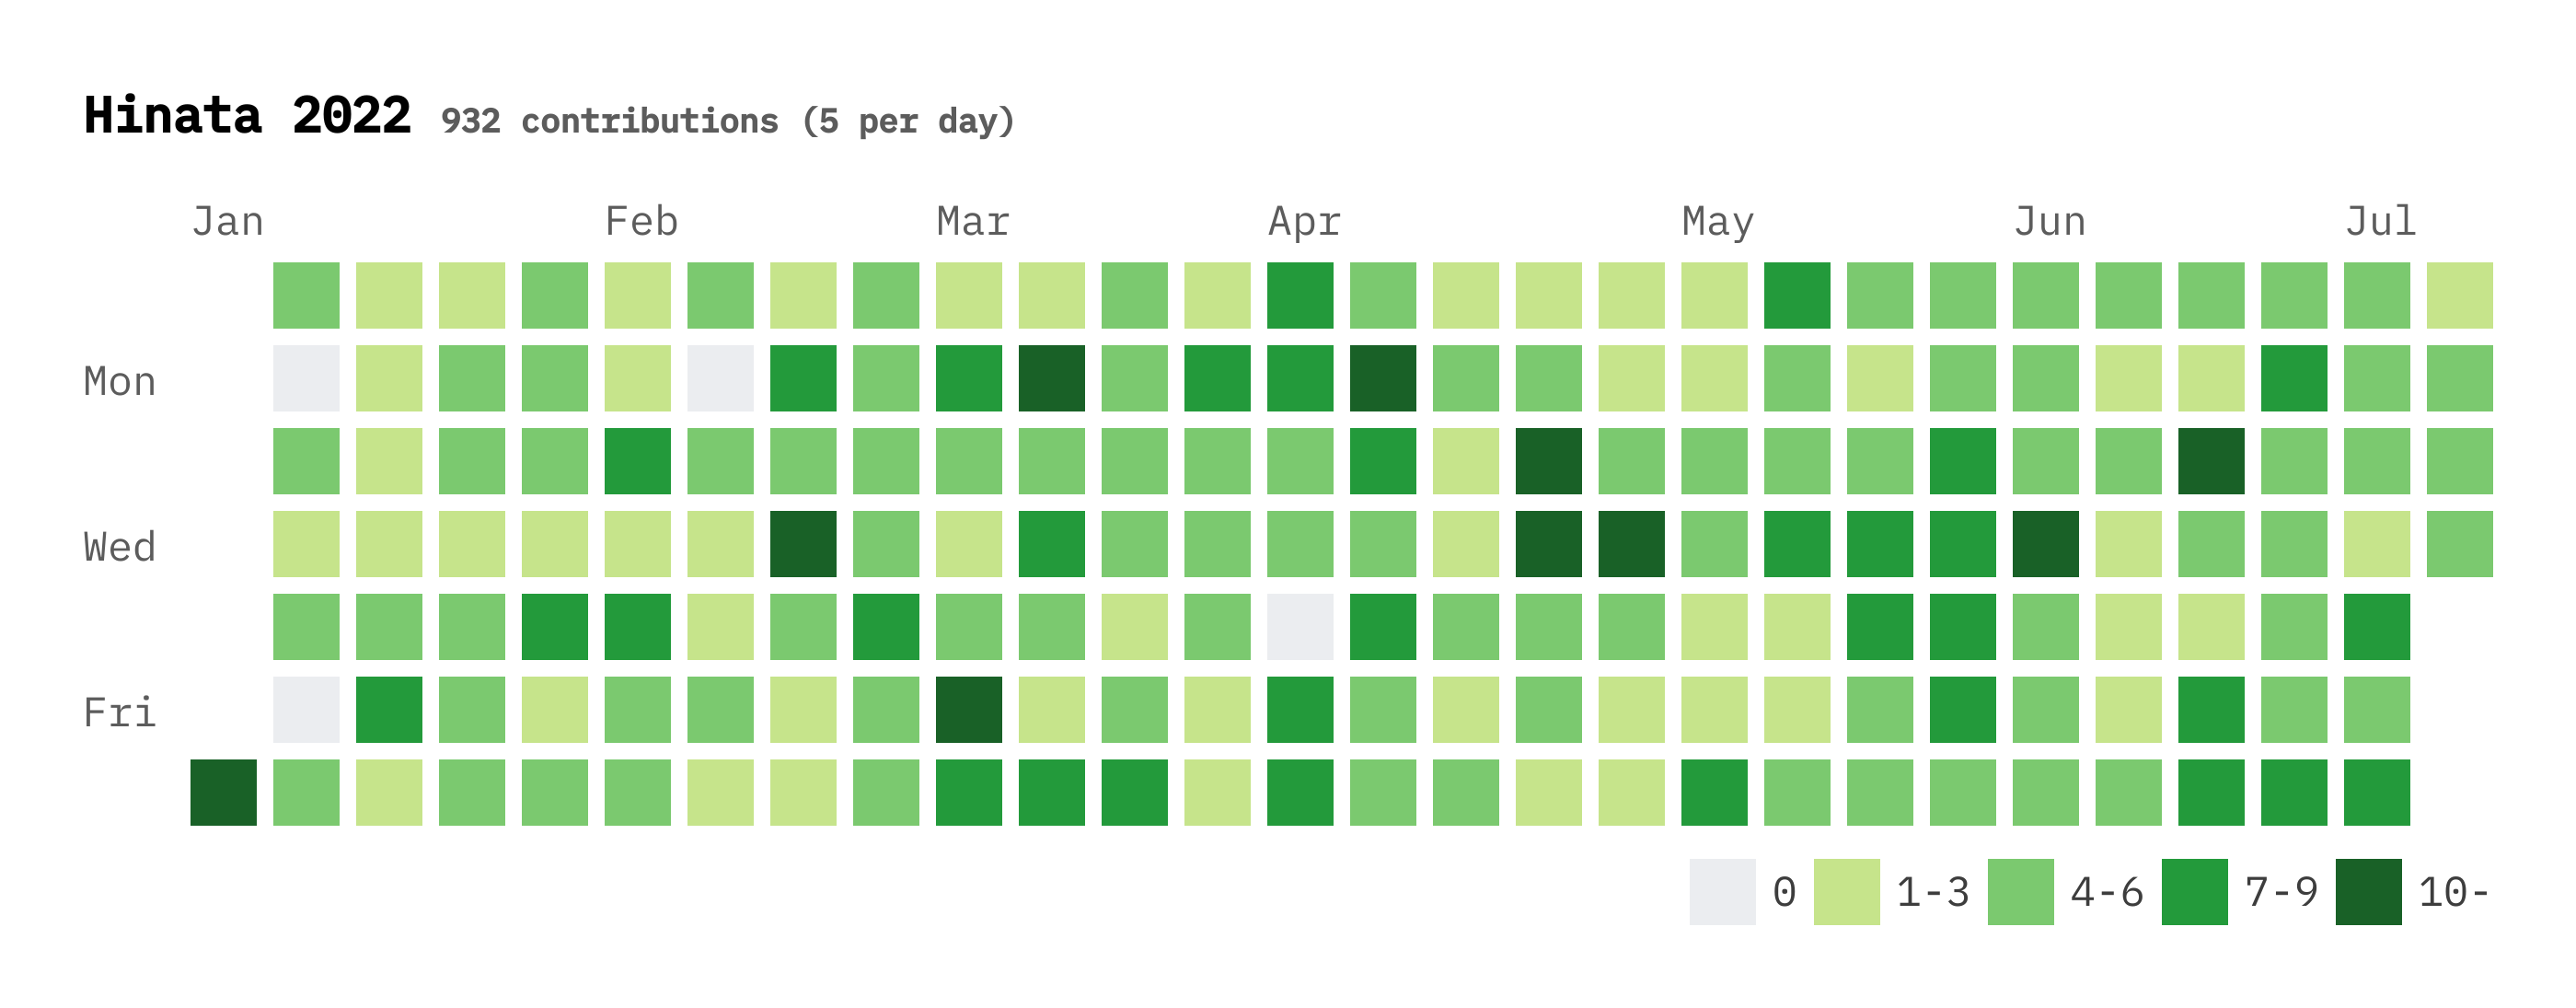 Hinata 2022 932 contributions (5 per day)
Jan Feb Mar Apr May Jun Jul
Mon
Wed
Fri
0 1-3 4-6 7-9 10-